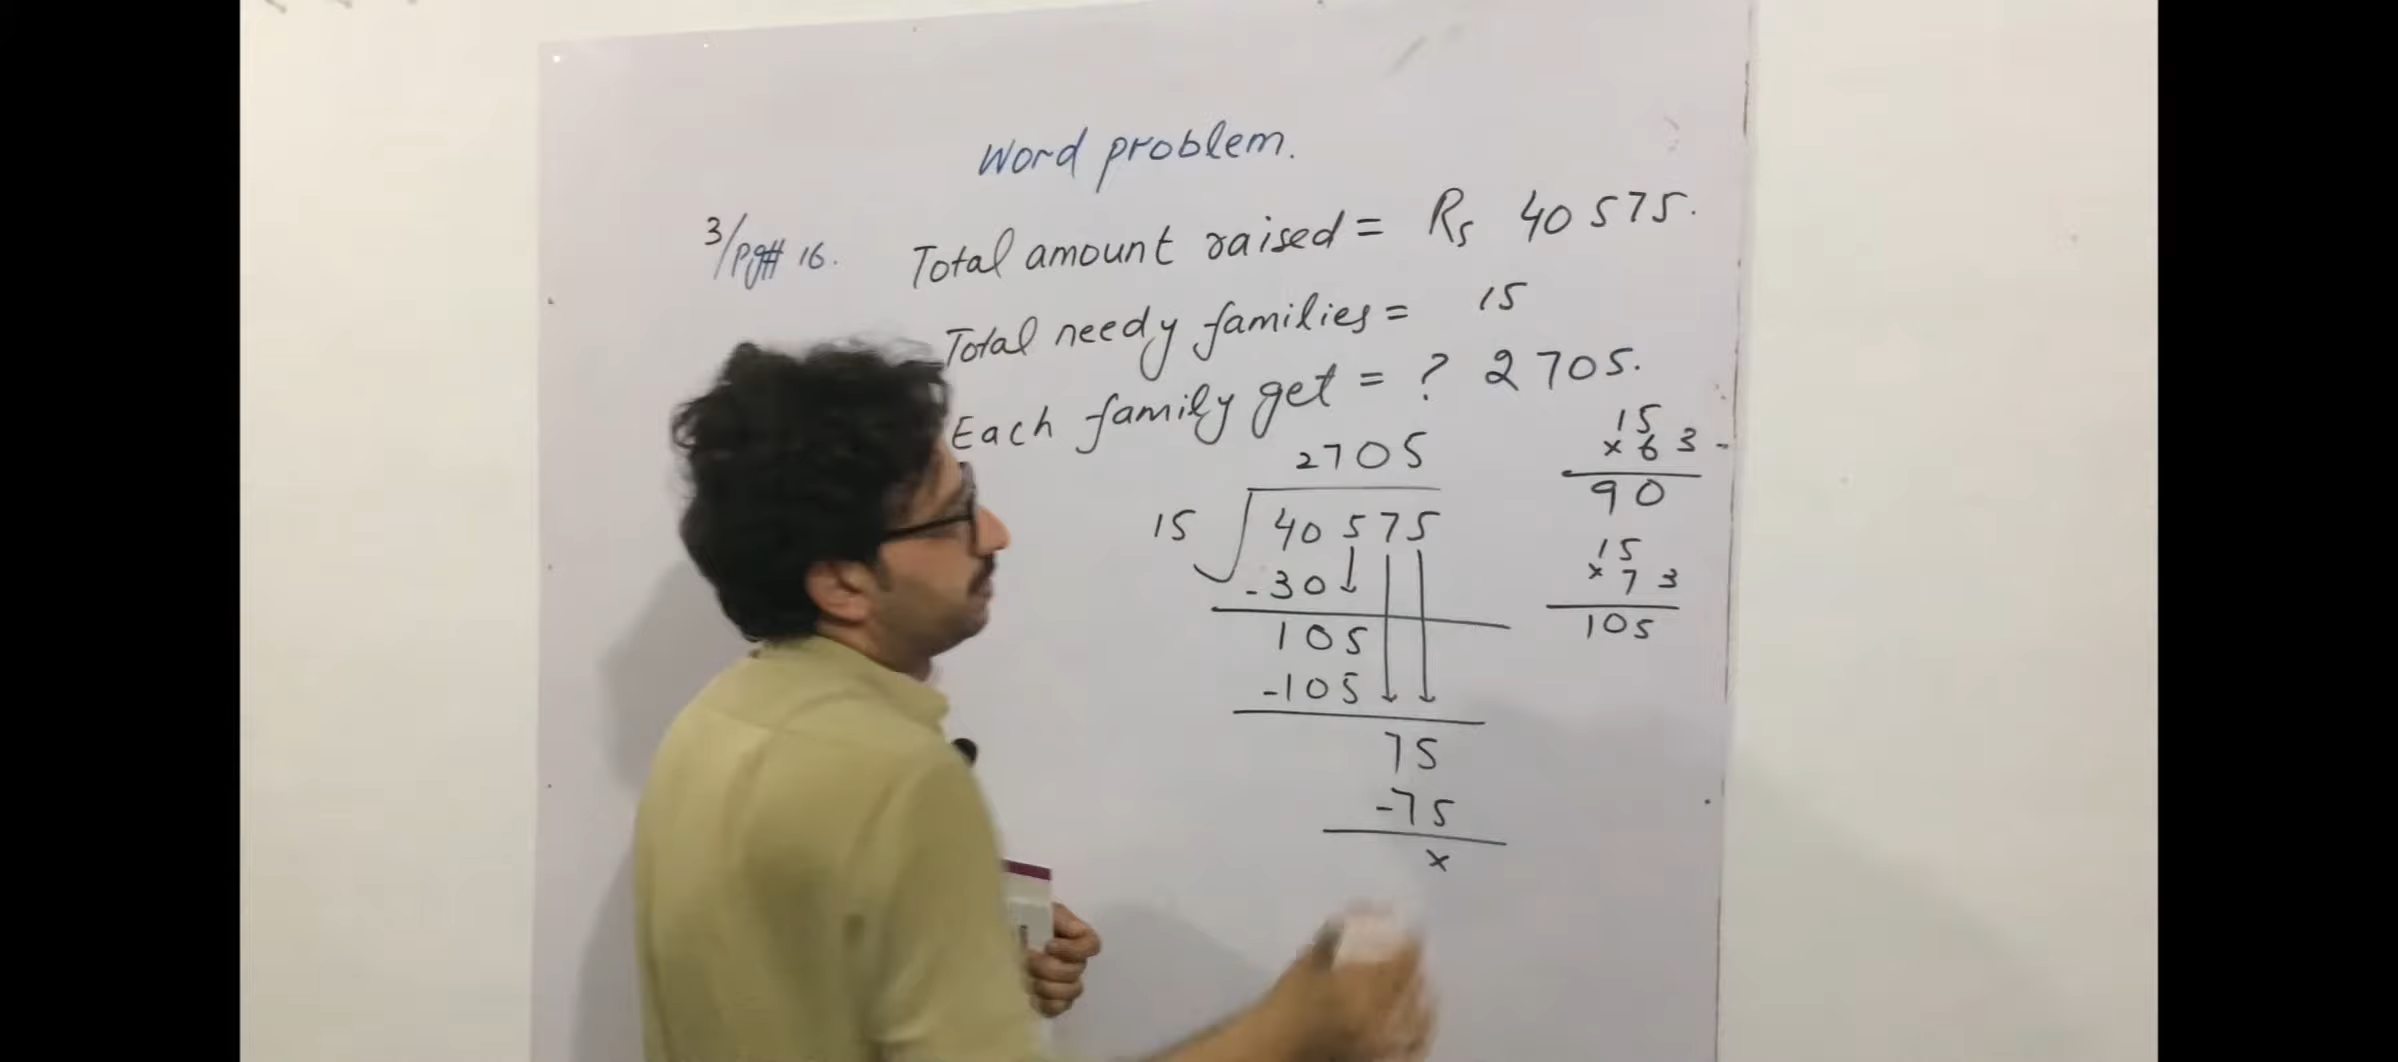 Word problem.
3/Pg# 16.
Total amount raised = Rs 40575.
Total needy families = 15
Each family get = ? 2705.
2705
15 40575
-30
105
-105
75
-75
x
15
x 6 3
90
15
x 7 3
105